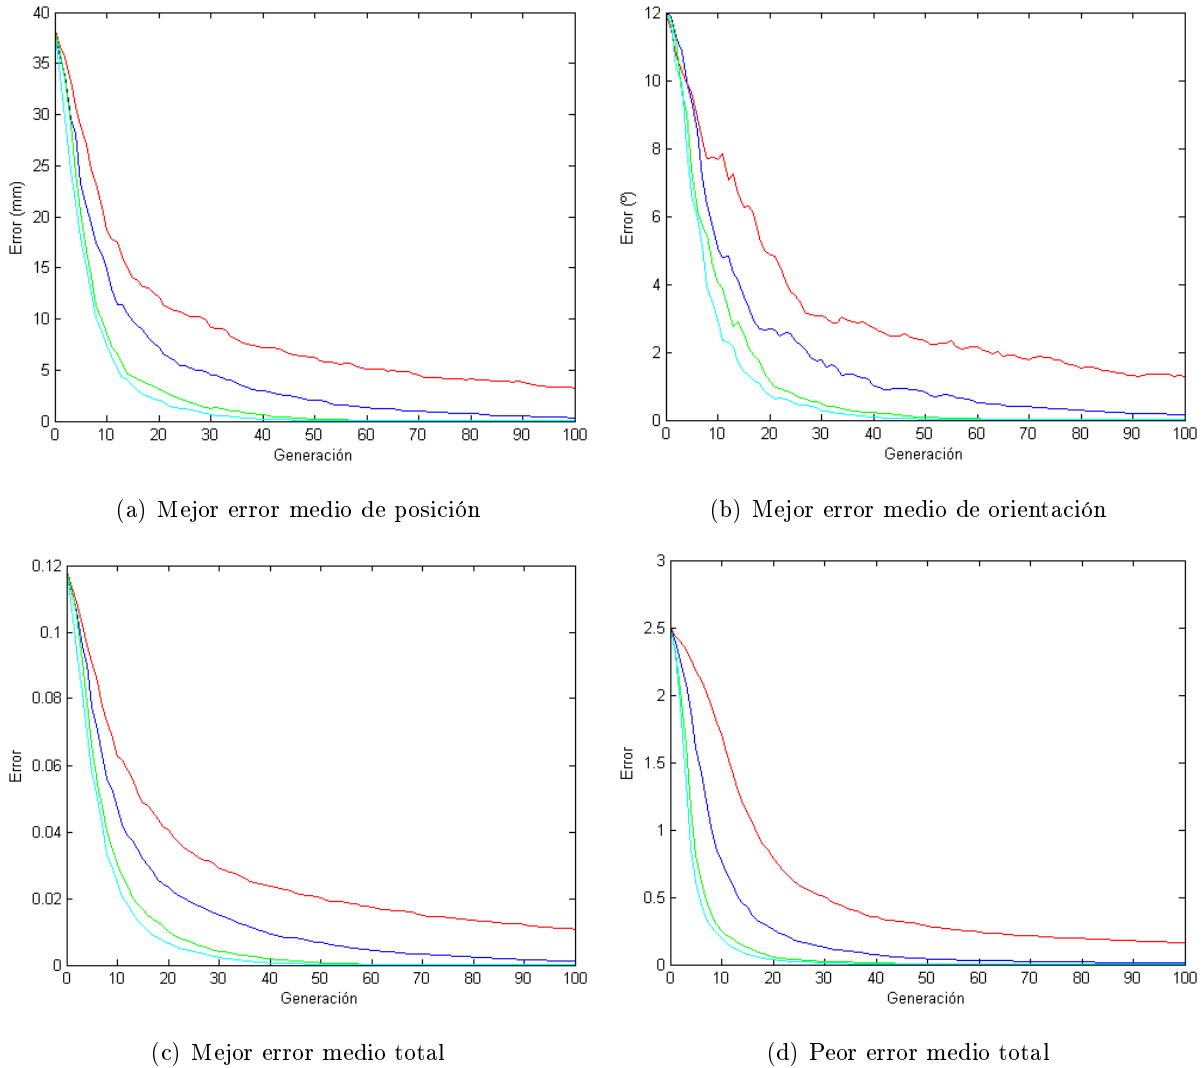 40
35
30
25
20
15
10
5
0
Error (mm)
0 10 20 30 40 50 60 70 80 90 100
Generación
(a) Mejor error medio de posición
12
10
8
6
4
2
0
Error (º)
0 10 20 30 40 50 60 70 80 90 100
Generación
(b) Mejor error medio de orientación
0.12
0.1
0.08
0.06
0.04
0.02
0
Error
0 10 20 30 40 50 60 70 80 90 100
Generación
(c) Mejor error medio total
3
2.5
2
1.5
1
0.5
0
Error
0 10 20 30 40 50 60 70 80 90 100
Generación
(d) Peor error medio total